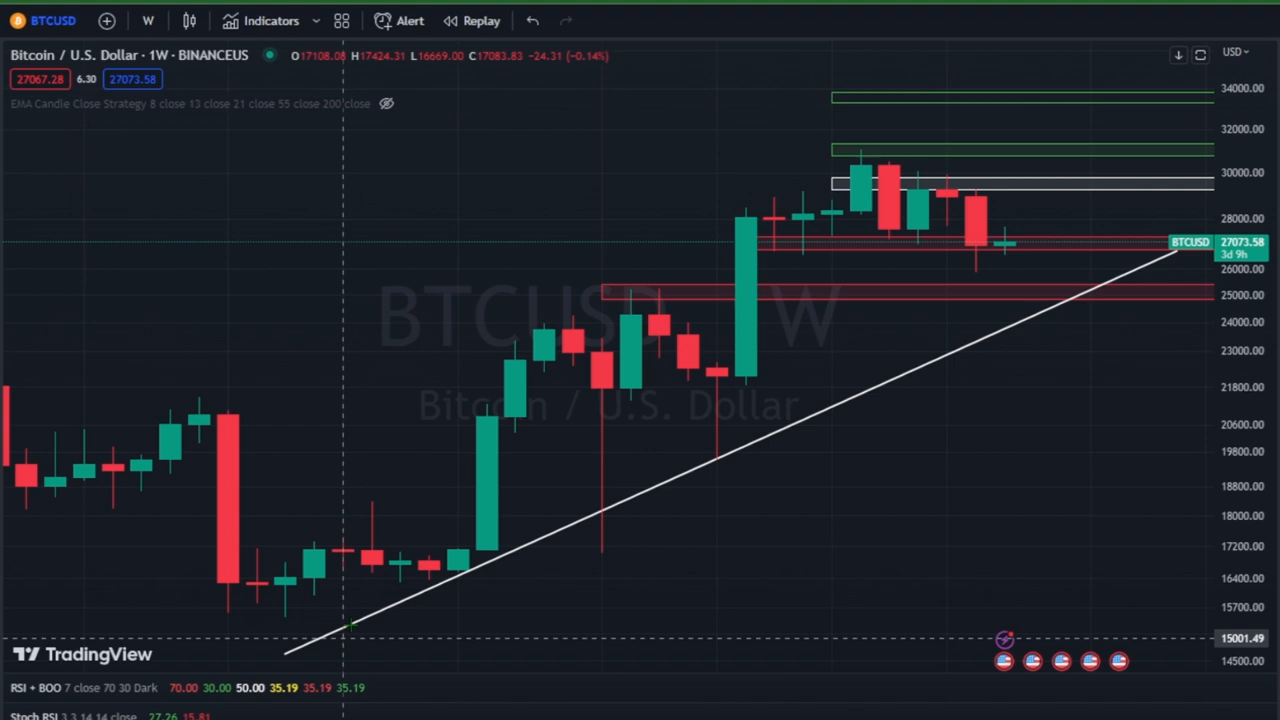 BTCUSD W Indicators Alert Replay
Bitcoin / U.S. Dollar · 1W · BINANCEUS O17108.08 H17424.31 L16669.00 C17083.83 -24.31 (-0.14%) USD
27067.28 6.30 27073.58
EMA Candle Close Strategy 8 close 13 close 21 close 55 close 200 close
34000.00
32000.00
30000.00
28000.00
BTCUSD 27073.58
3d 9h
26000.00
25000.00
BTCUSD W
24000.00
23000.00
21800.00
Bitcoin / U.S. Dollar
20600.00
19800.00
18800.00
18000.00
17200.00
16400.00
15700.00
15001.49
TradingView
14500.00
RSI + BOO 7 close 70 30 Dark 70.00 30.00 50.00 35.19 35.19 35.19
Stoch RSI 3 3 14 14 close 27.26 15.81